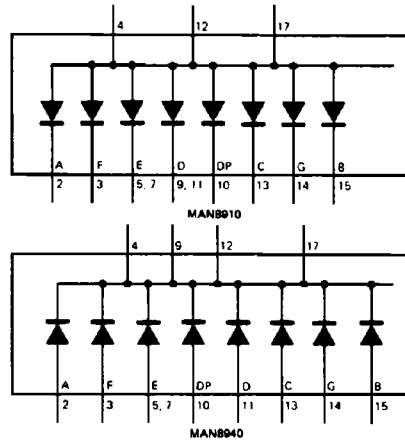 4 12 17
A F E D DP C G B
2 3 5, 7 9, 11 10 13 14 15
MAN8910
4 9 12 17
A F E DP D C G B
2 3 5, 7 10 11 13 14 15
MAN8940